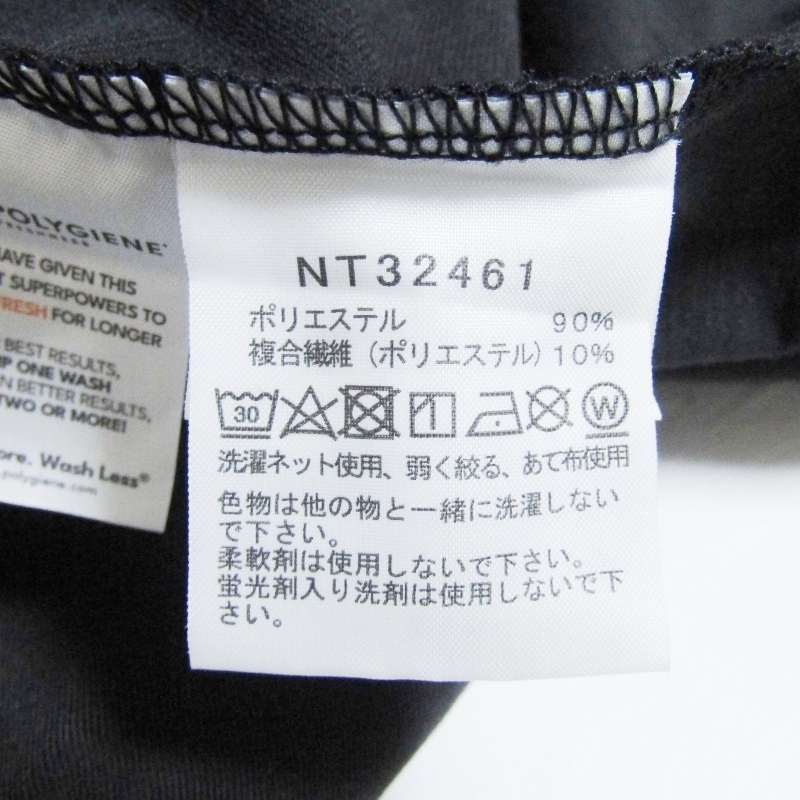 POLYGIENE
HAVE GIVEN THIS
SUPERPOWERS TO
FRESH FOR LONGER
BEST RESULTS,
ONE WASH
BETTER RESULTS,
TWO OR MORE!
Wash Less®
polygiene.com
NT32461
ポリエステル 90%
複合繊維(ポリエステル)10%
30 W
洗濯ネット使用、弱く絞る、あて布使用
色物は他の物と一緒に洗濯しない
で下さい。
柔軟剤は使用しないで下さい。
蛍光剤入り洗剤は使用しないで下
さい。